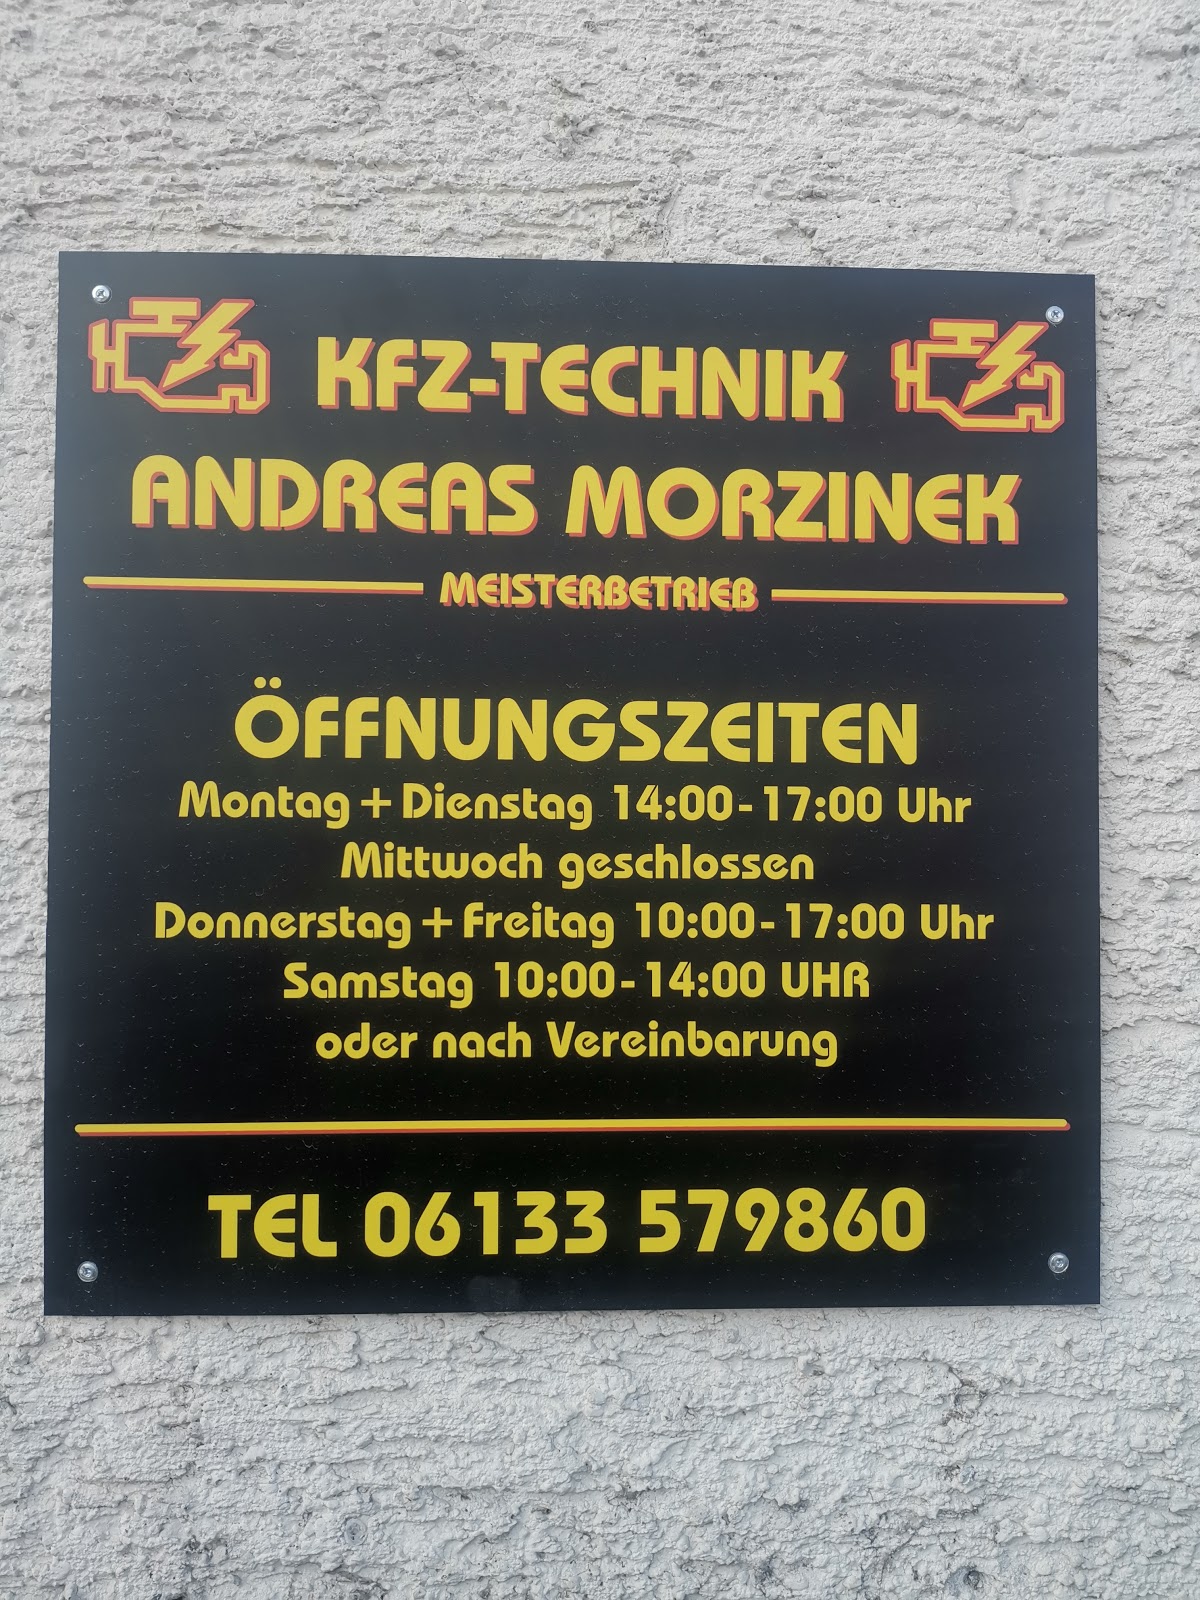 KFZ-TECHNIK
ANDREAS MORZINEK
MEISTERBETRIEB
ÖFFNUNGSZEITEN
Montag + Dienstag 14:00-17:00 Uhr
Mittwoch geschlossen
Donnerstag + Freitag 10:00-17:00 Uhr
Samstag 10:00-14:00 UHR
oder nach Vereinbarung
TEL 06133 579860